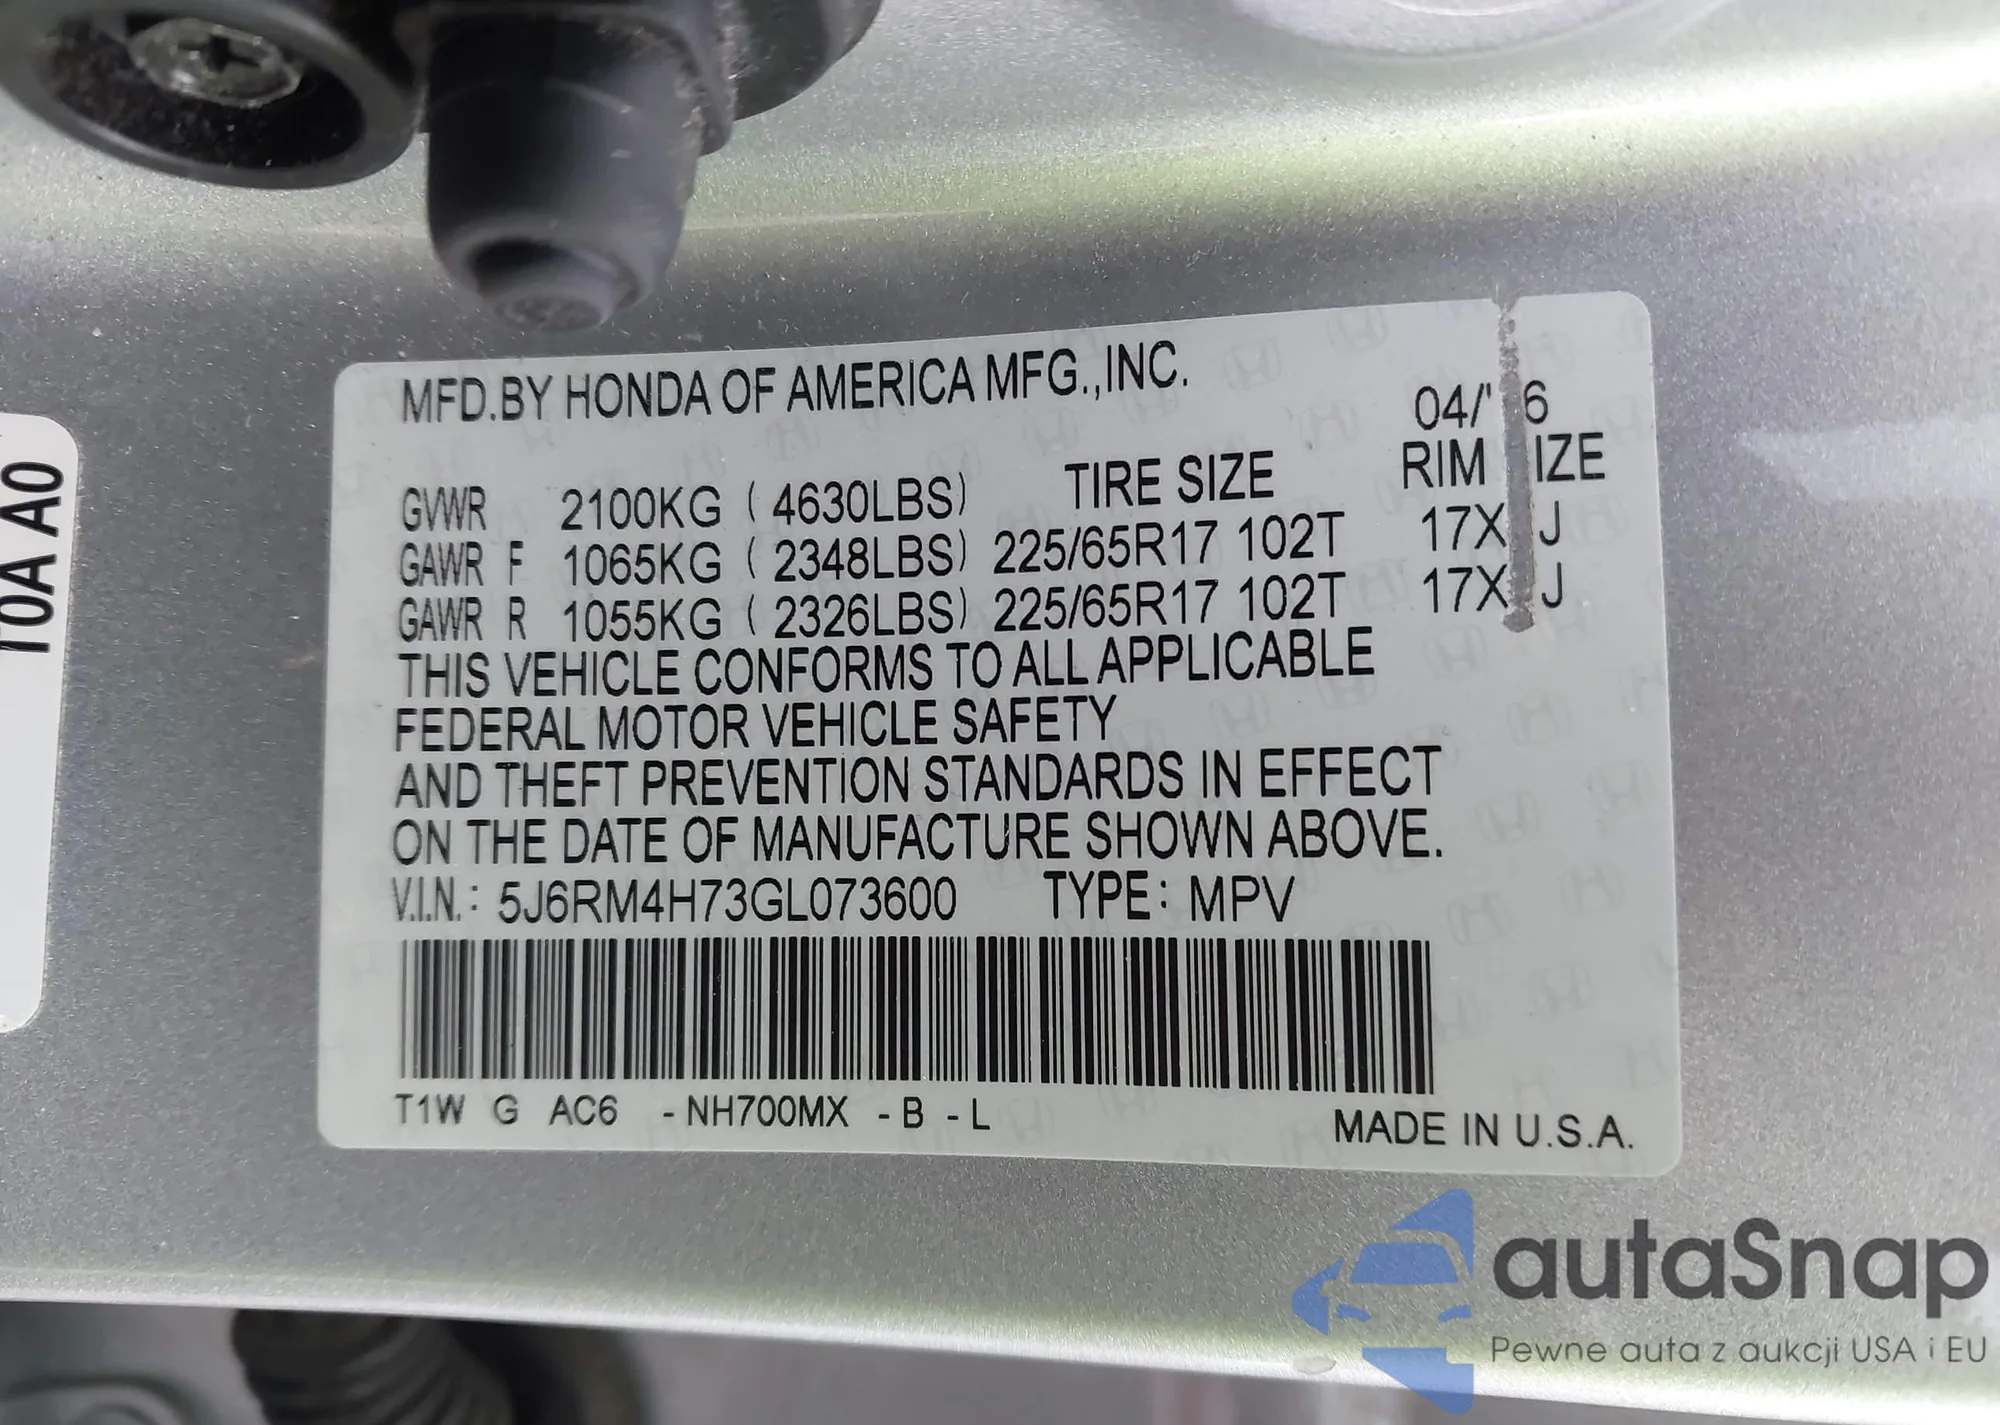 MFD.BY HONDA OF AMERICA MFG.,INC.
04/' 6
GVWR 2100KG ( 4630LBS) TIRE SIZE RIM IZE
GAWR F 1065KG ( 2348LBS) 225/65R17 102T 17X J
GAWR R 1055KG ( 2326LBS) 225/65R17 102T 17X J
THIS VEHICLE CONFORMS TO ALL APPLICABLE
FEDERAL MOTOR VEHICLE SAFETY
AND THEFT PREVENTION STANDARDS IN EFFECT
ON THE DATE OF MANUFACTURE SHOWN ABOVE.
V.I.N.: 5J6RM4H73GL073600 TYPE: MPV
T1W G AC6 -NH700MX -B -L MADE IN U.S.A.
T0A A0
autaSnap
Pewne auta z aukcji USA i EU